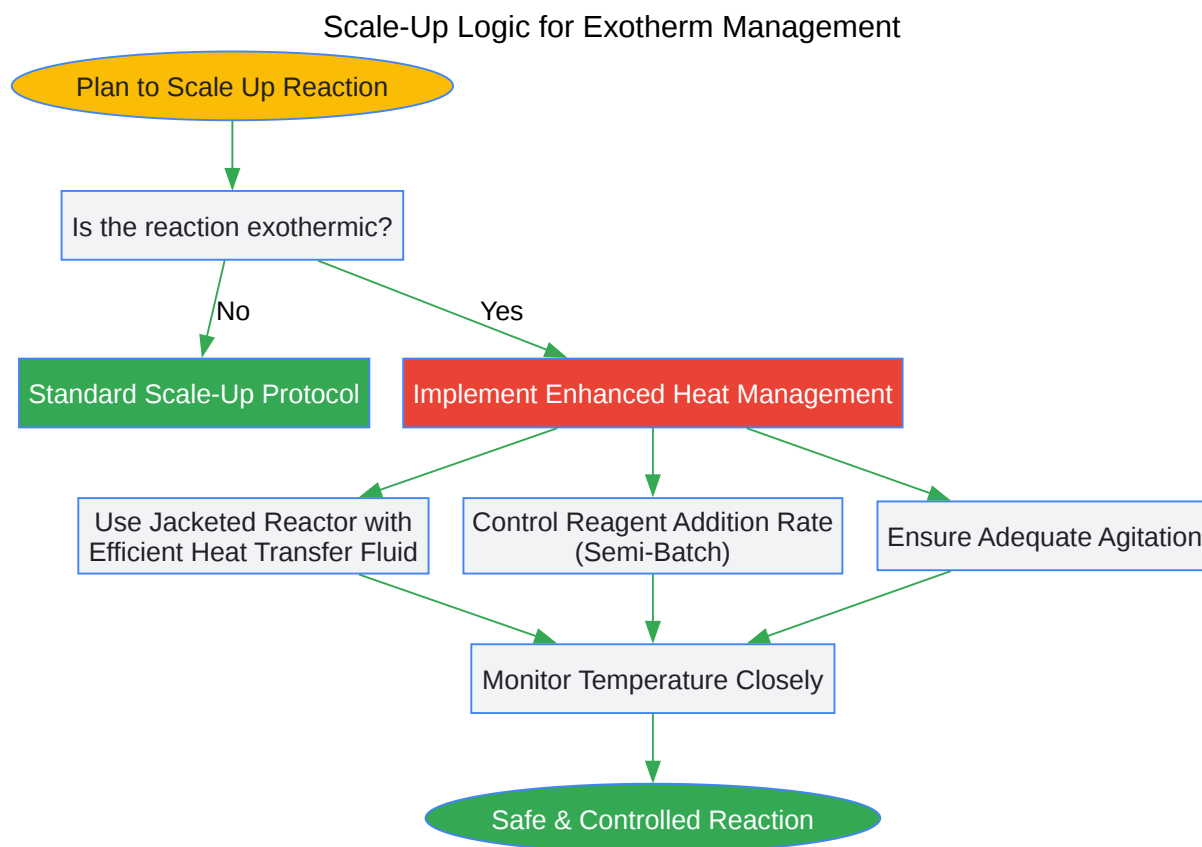 Scale-Up Logic for Exotherm Management
Plan to Scale Up Reaction
Is the reaction exothermic?
No
Yes
Standard Scale-Up Protocol
Implement Enhanced Heat Management
Use Jacketed Reactor with
Efficient Heat Transfer Fluid
Control Reagent Addition Rate
(Semi-Batch)
Ensure Adequate Agitation
Monitor Temperature Closely
Safe & Controlled Reaction